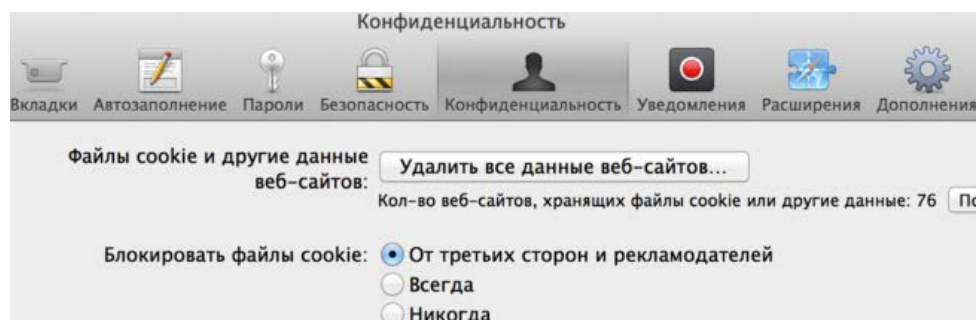 Конфиденциальность
Вкладки Автозаполнение Пароли Безопасность Конфиденциальность Уведомления Расширения Дополнения
Файлы cookie и другие данные веб-сайтов:
Удалить все данные веб-сайтов...
Кол-во веб-сайтов, хранящих файлы cookie или другие данные: 76
Блокировать файлы cookie: От третьих сторон и рекламодателей
Всегда
Никогда